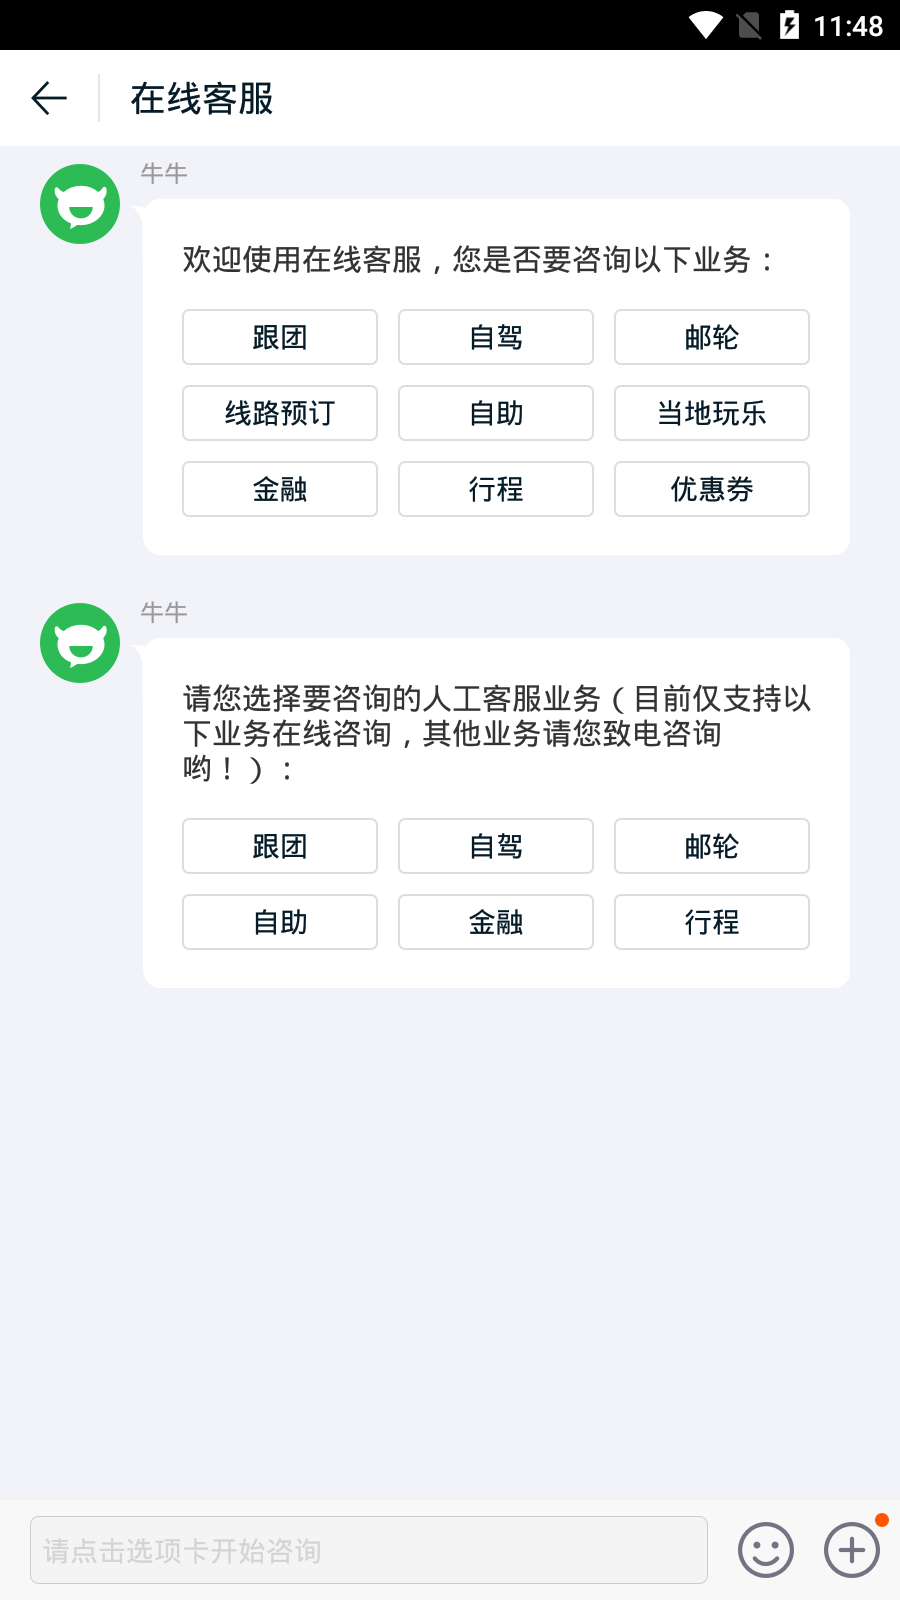 11:48
在线客服
牛牛
欢迎使用在线客服，您是否要咨询以下业务：
跟团 自驾 邮轮
线路预订 自助 当地玩乐
金融 行程 优惠券
牛牛
请您选择要咨询的人工客服业务（目前仅支持以
下业务在线咨询，其他业务请您致电咨询
哟！）：
跟团 自驾 邮轮
自助 金融 行程
请点击选项卡开始咨询